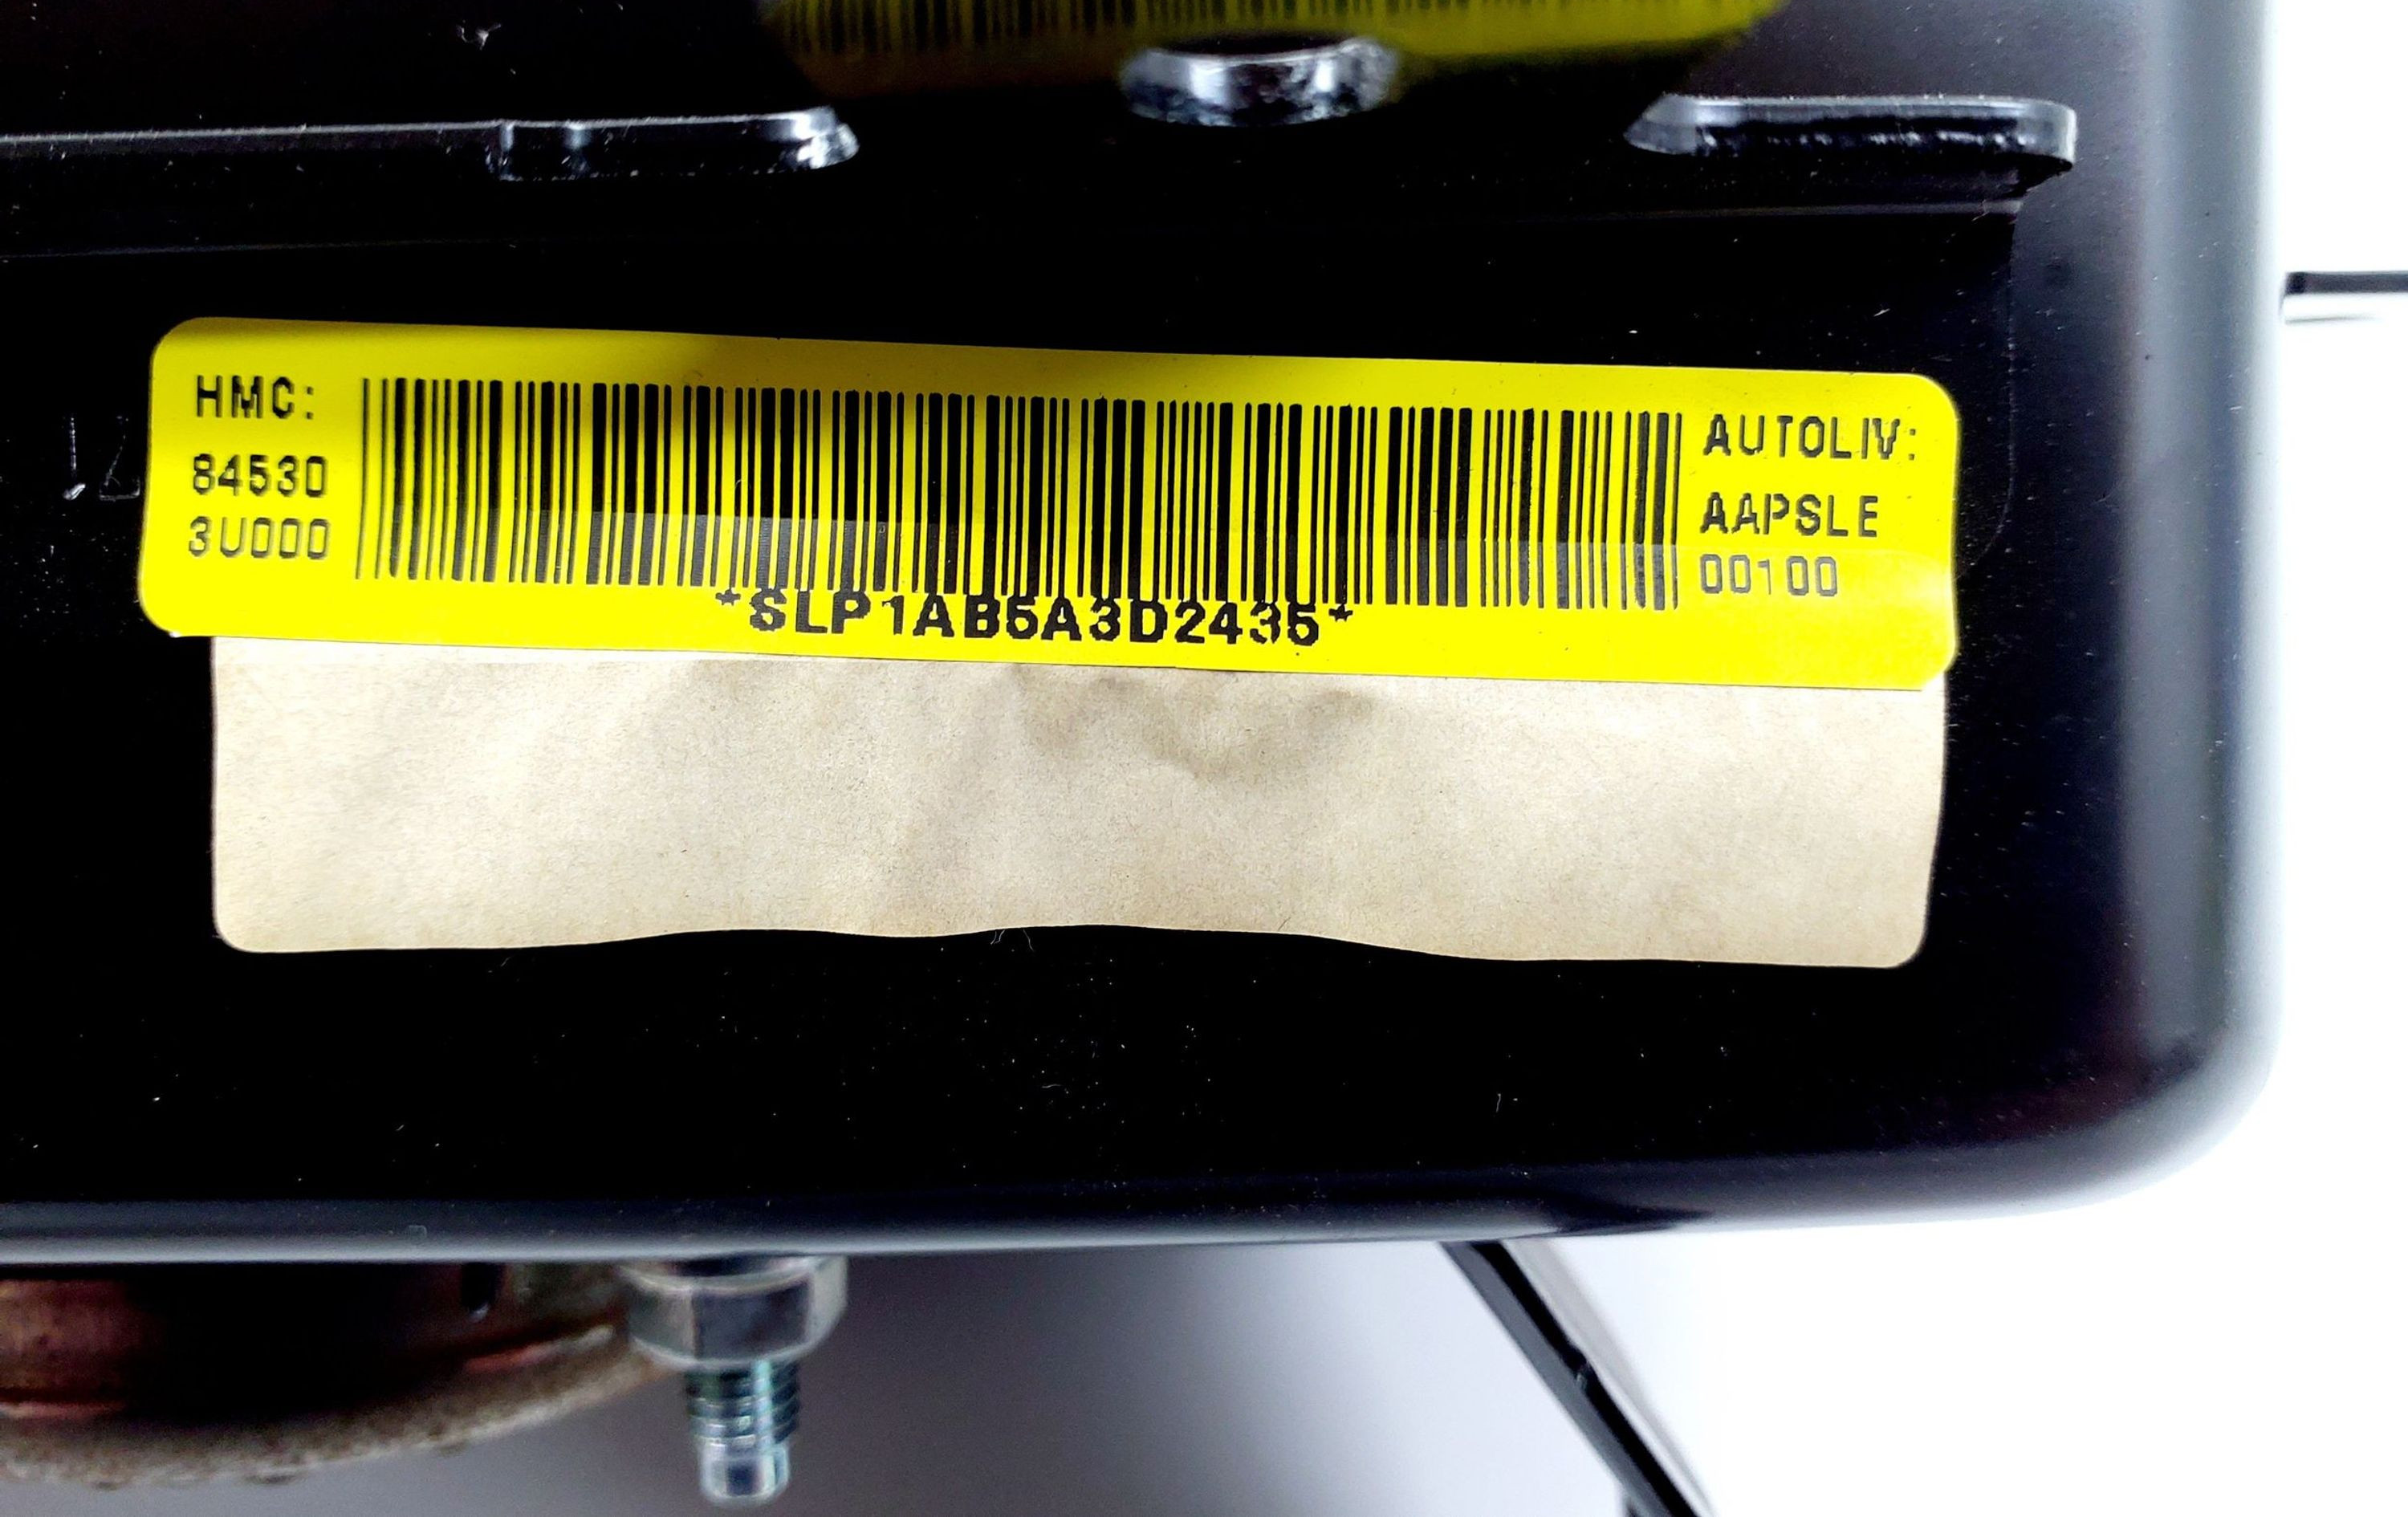 HMC:
84530
3U000
AUTOLIV:
AAPSLE
00100
*SLP1AB5A3D2435*